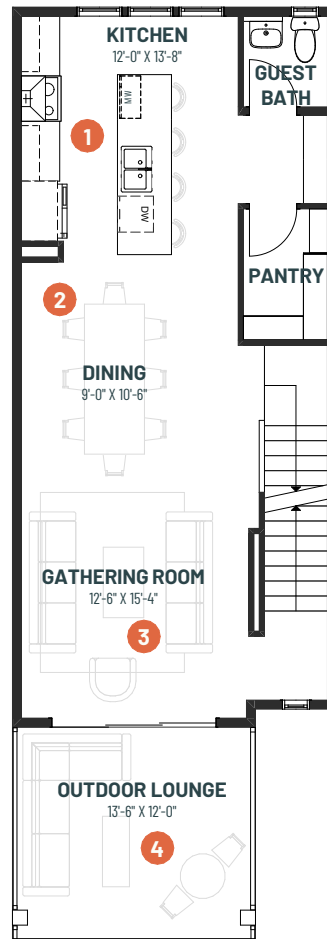 KITCHEN
12'-0" X 13'-8"
MW
GUEST
BATH
1
DW
PANTRY
2
DINING
9'-0" X 10'-6"
GATHERING ROOM
12'-6" X 15'-4"
3
OUTDOOR LOUNGE
13'-6" X 12'-0"
4